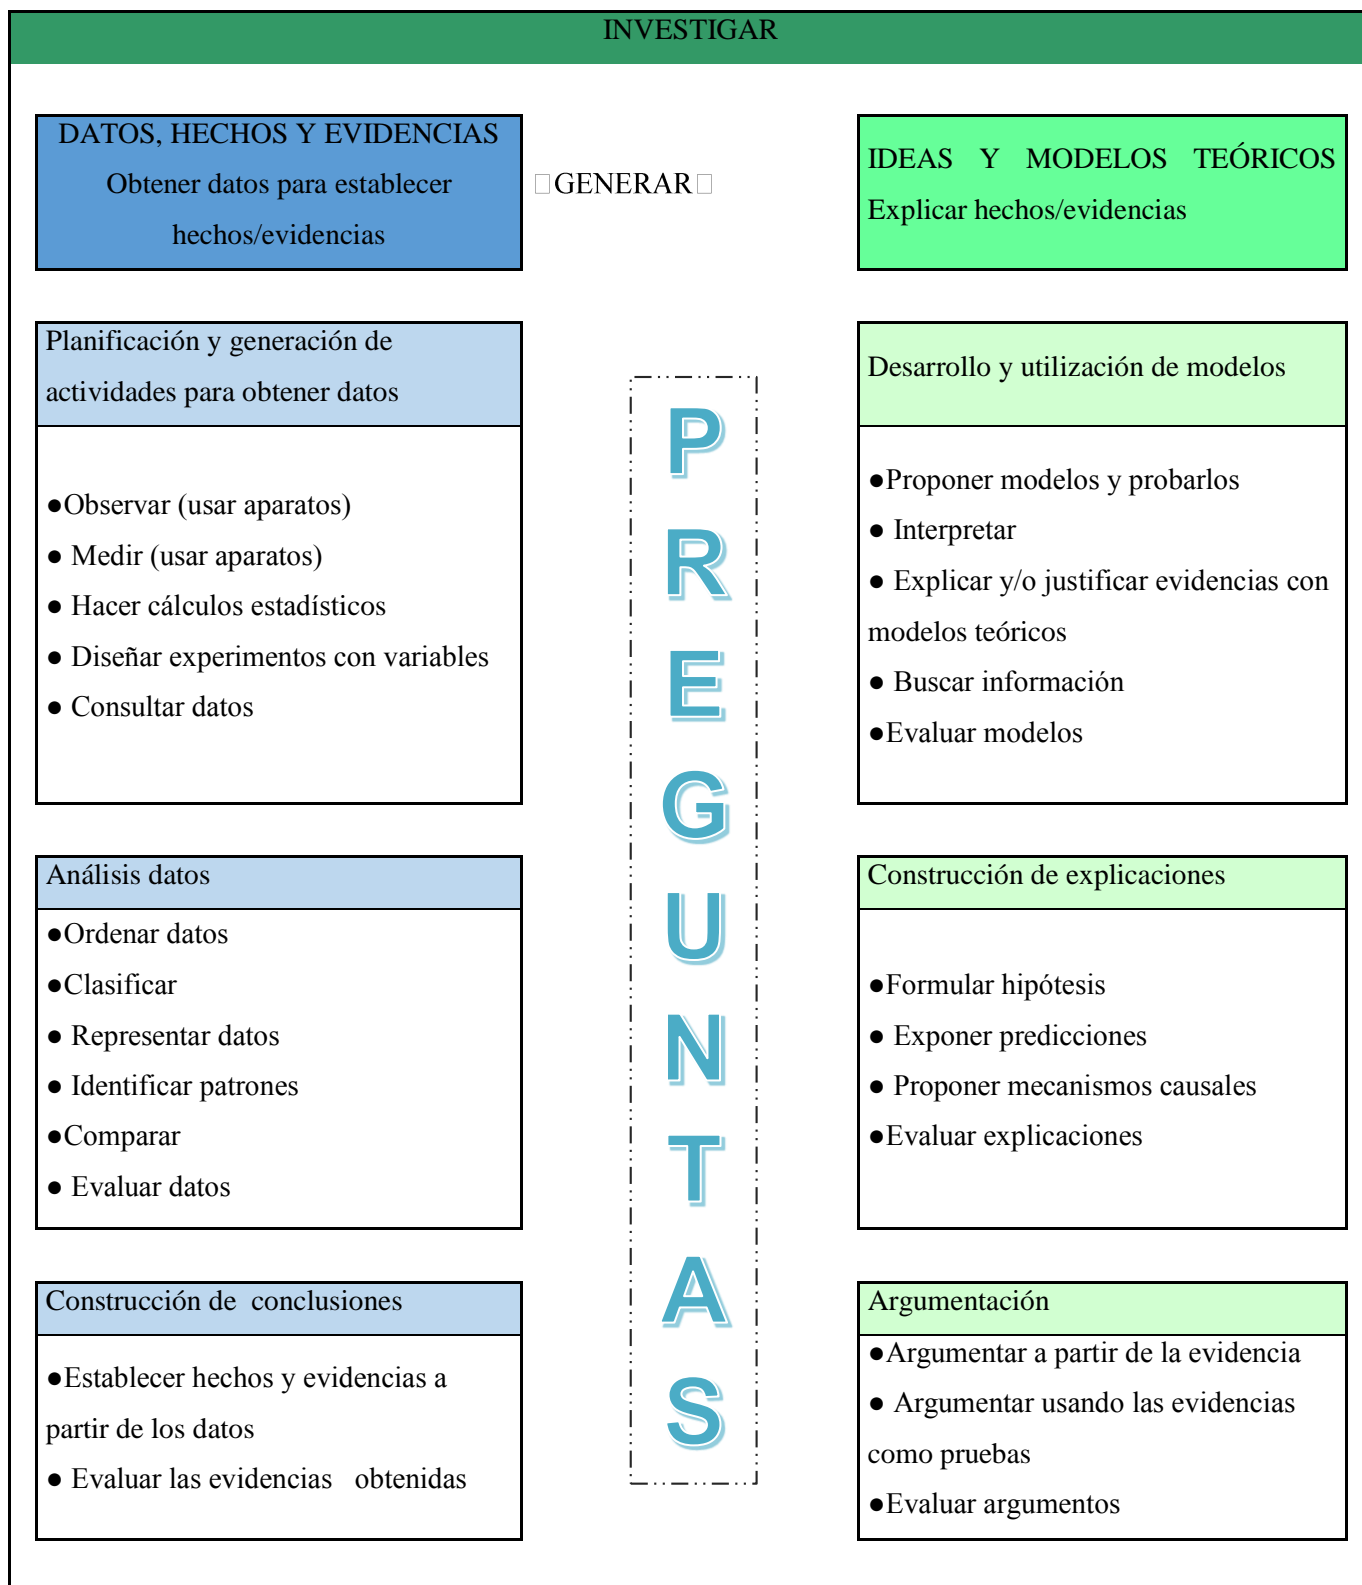 INVESTIGAR
DATOS, HECHOS Y EVIDENCIAS
Obtener datos para establecer
hechos/evidencias
□GENERAR□
IDEAS Y MODELOS TEÓRICOS
Explicar hechos/evidencias
Planificación y generación de
actividades para obtener datos
●Observar (usar aparatos)
● Medir (usar aparatos)
● Hacer cálculos estadísticos
● Diseñar experimentos con variables
● Consultar datos
Análisis datos
●Ordenar datos
●Clasificar
● Representar datos
● Identificar patrones
●Comparar
● Evaluar datos
Construcción de conclusiones
●Establecer hechos y evidencias a
partir de los datos
● Evaluar las evidencias obtenidas
P
R
E
G
U
N
T
A
S
Desarrollo y utilización de modelos
●Proponer modelos y probarlos
● Interpretar
● Explicar y/o justificar evidencias con
modelos teóricos
● Buscar información
●Evaluar modelos
Construcción de explicaciones
●Formular hipótesis
● Exponer predicciones
● Proponer mecanismos causales
●Evaluar explicaciones
Argumentación
●Argumentar a partir de la evidencia
● Argumentar usando las evidencias
como pruebas
●Evaluar argumentos